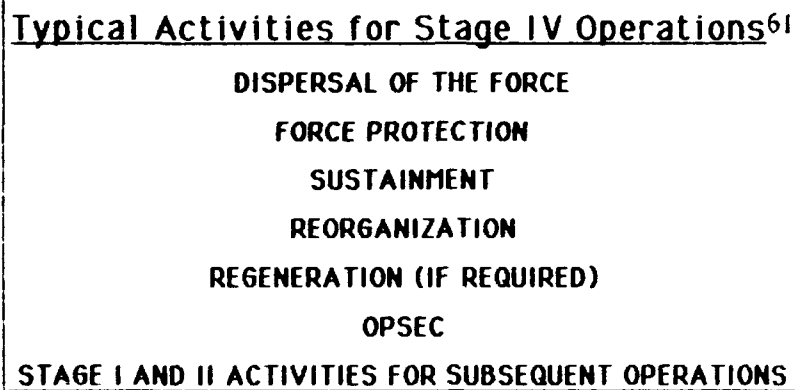 Typical Activities for Stage IV Operations61
DISPERSAL OF THE FORCE
FORCE PROTECTION
SUSTAINMENT
REORGANIZATION
REGENERATION (IF REQUIRED)
OPSEC
STAGE I AND II ACTIVITIES FOR SUBSEQUENT OPERATIONS